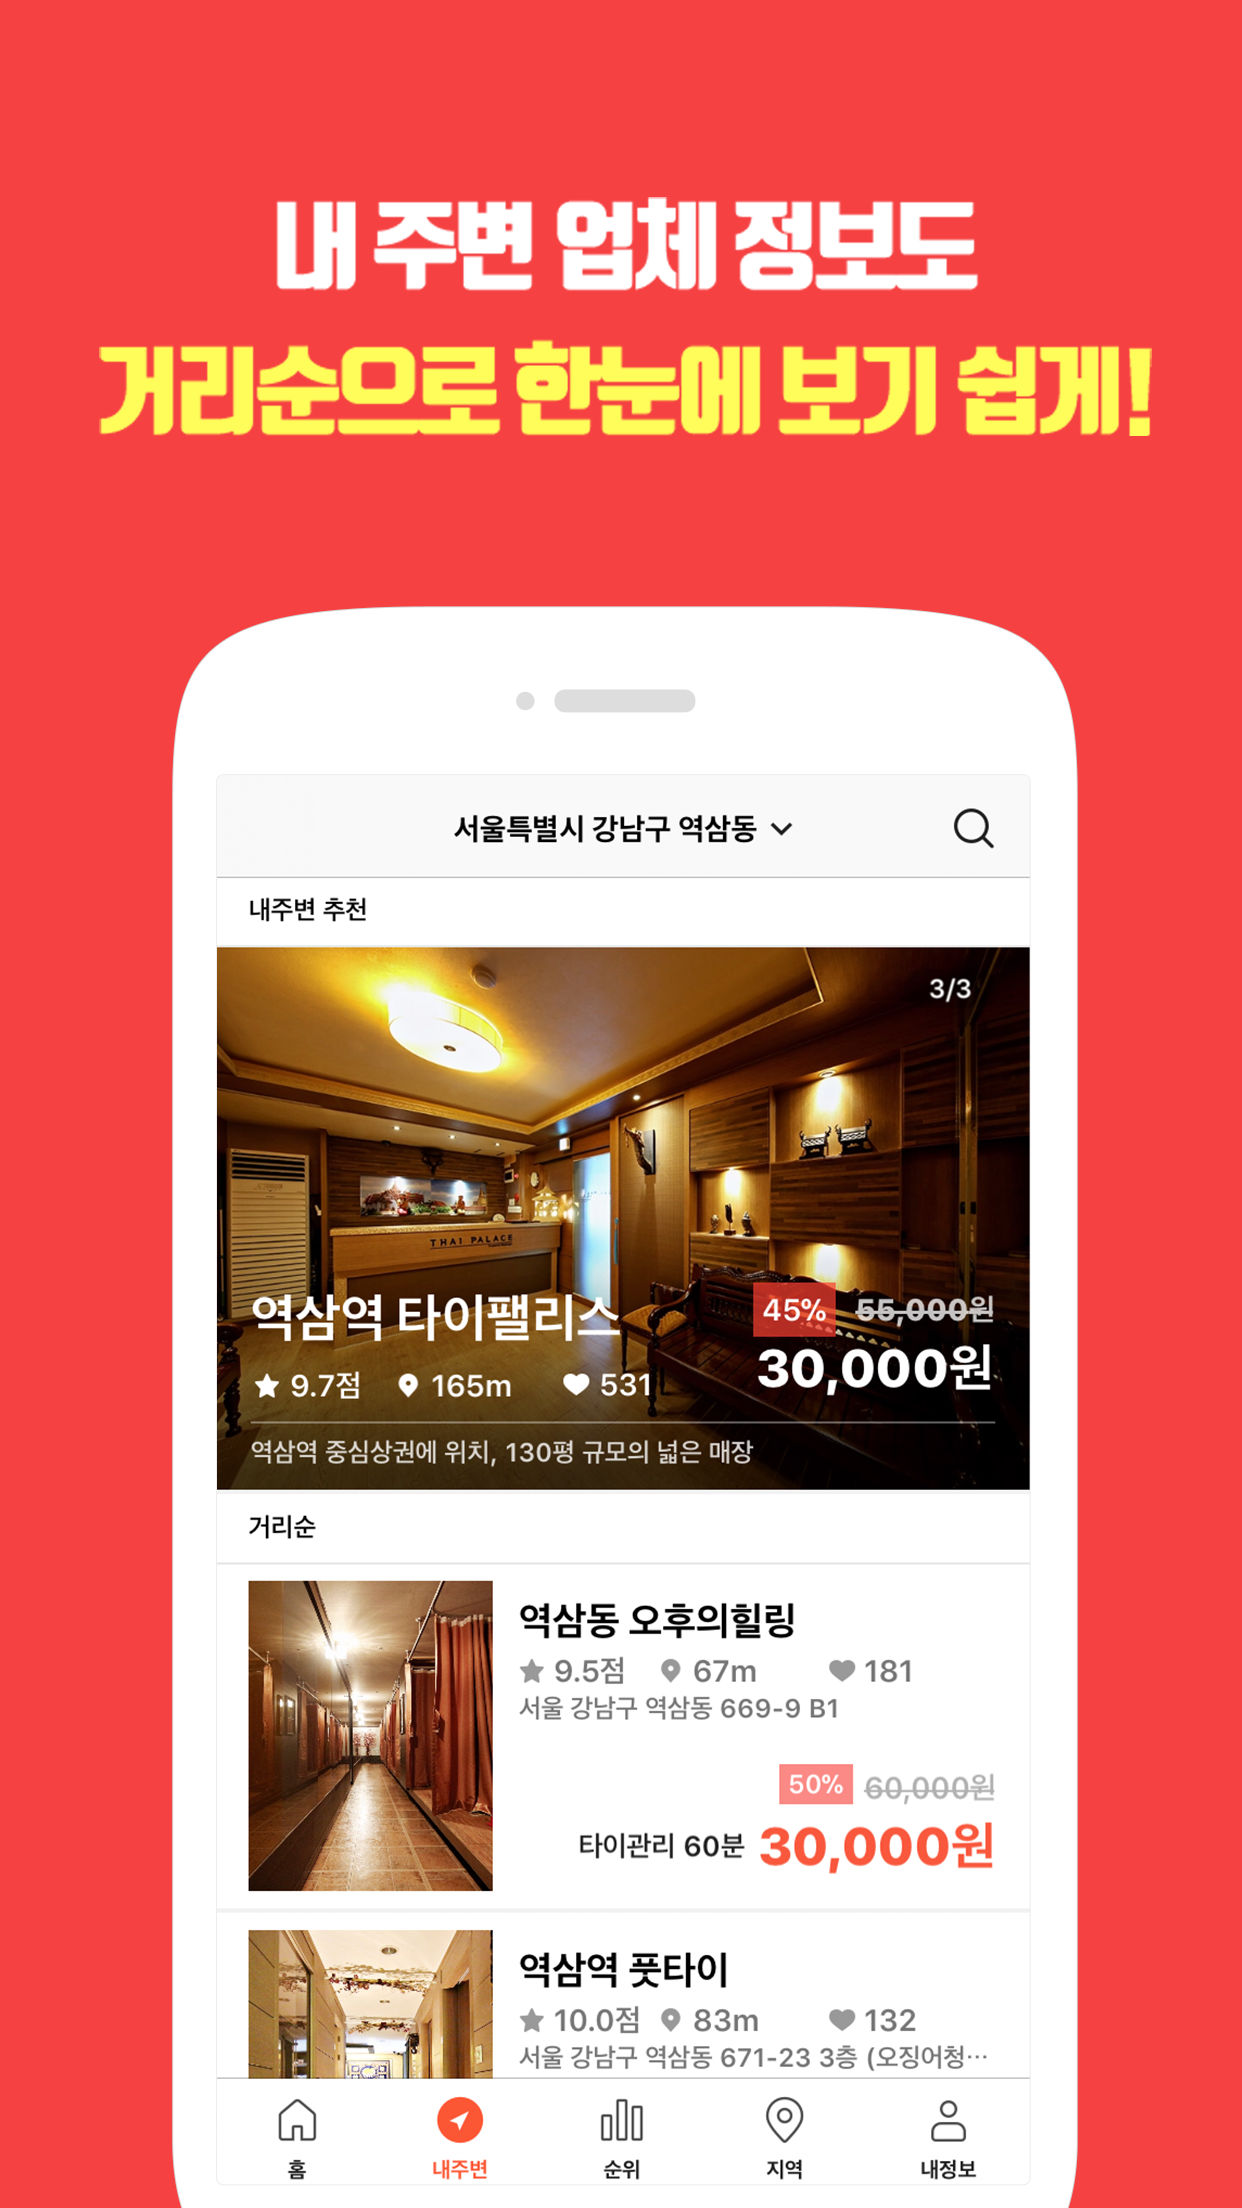 내 주변 업체 정보도
거리순으로 한눈에 보기 쉽게!
서울특별시 강남구 역삼동
내주변 추천
3/3
THAI PALACE
역삼역 타이팰리스
45% 55,000원
9.7점 165m 531
30,000원
역삼역 중심상권에 위치, 130평 규모의 넓은 매장
거리순
역삼동 오후의힐링
9.5점 67m 181
서울 강남구 역삼동 669-9 B1
50% 60,000원
타이관리 60분 30,000원
역삼역 풋타이
10.0점 83m 132
서울 강남구 역삼동 671-23 3층 (오징어청…
홈 내주변 순위 지역 내정보